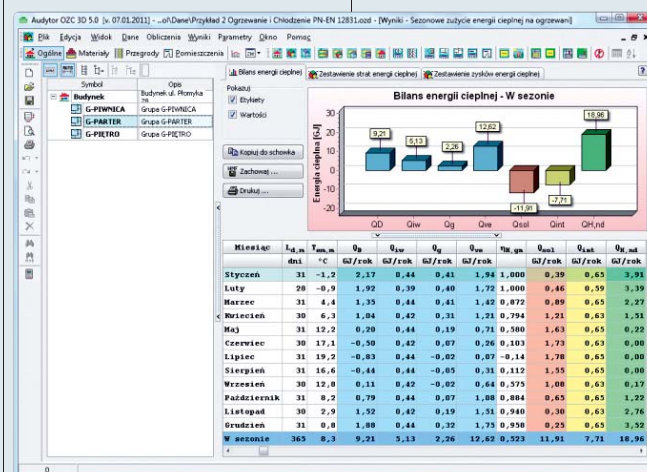 Audytor OZC 3D 5.0 [v. 07.01.2011] - ...o\Dane\Przykład 2 Ogrzewanie i Chłodzenie PN-EN 12831.ozd - [Wyniki - Sezonowe zużycie energii cieplnej na ogrzewani]
Plik Edycja Widok Dane Obliczenia Wyniki Parametry Okno Pomoc
Ogólne Materiały Przegrody Pomieszczenia
Symbol Opis
Budynek Budynek ul. Płomyka
G-PIWNICA Grupa G-PIWNICA
G-PARTER Grupa G-PARTER
G-PIĘTRO Grupa G-PIĘTRO
Bilans energii cieplnej Zestawienie strat energii cieplnej Zestawienie zysków energii cieplnej
Pokazuj
Etykiety
Wartości
Kopiuj do schowka
Zachowaj ...
Drukuj ...
Bilans energii cieplnej - W sezonie
Energia cieplna [GJ]
30
20
10
0
-10
-20
9,21 5,13 2,26 12,62 -11,91 -7,71 18,96
QD Qiw Qg Qve Qsol Qint QH,nd
Miesiąc Ld,m Tem,m QD Qiw Qg Qve ηH,gn Qsol Qint QH,nd
dni °C GJ/rok GJ/rok GJ/rok GJ/rok GJ/rok GJ/rok GJ/rok
Styczeń 31 -1,2 2,17 0,44 0,41 1,94 1,000 0,39 0,65 3,91
Luty 28 -0,9 1,92 0,39 0,40 1,72 1,000 0,46 0,59 3,39
Marzec 31 4,4 1,35 0,44 0,41 1,42 0,872 0,89 0,65 2,27
Kwiecień 30 6,3 1,04 0,42 0,31 1,21 0,794 1,21 0,63 1,51
Maj 31 12,2 0,20 0,44 0,19 0,71 0,580 1,63 0,65 0,22
Czerwiec 30 17,1 -0,50 0,42 0,07 0,26 0,103 1,73 0,63 0,00
Lipiec 31 19,2 -0,83 0,44 -0,02 0,07 -0,14 1,78 0,65 0,00
Sierpień 31 16,6 -0,44 0,44 -0,05 0,31 0,112 1,55 0,65 0,00
Wrzesień 30 12,8 0,11 0,42 -0,02 0,64 0,575 1,08 0,63 0,17
Październik 31 8,2 0,79 0,44 0,07 1,08 0,884 0,65 0,65 1,22
Listopad 30 2,9 1,52 0,42 0,19 1,51 0,940 0,30 0,63 2,76
Grudzień 31 0,8 1,88 0,44 0,32 1,75 0,958 0,25 0,65 3,52
W sezonie 365 8,3 9,21 5,13 2,26 12,62 0,523 11,91 7,71 18,96
0